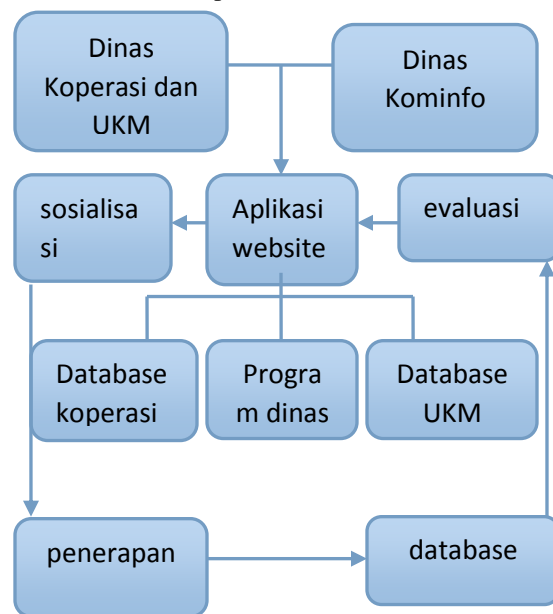 Dinas
Koperasi dan
UKM
Dinas
Kominfo
sosialisa
si
Aplikasi
website
evaluasi
Database
koperasi
Progra
m dinas
Database
UKM
penerapan
database